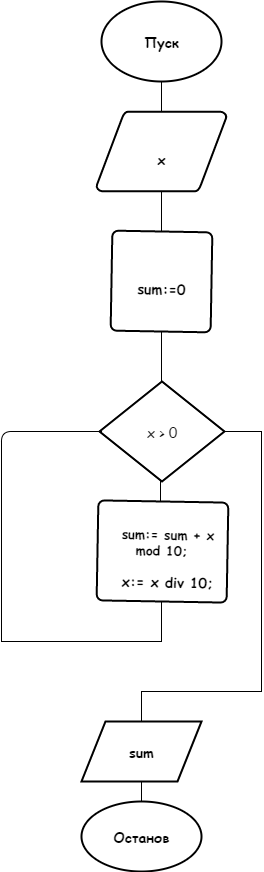 Пуск
x
sum:=0
x > 0
sum:= sum + x
mod 10;
x:= x div 10;
sum
Останов